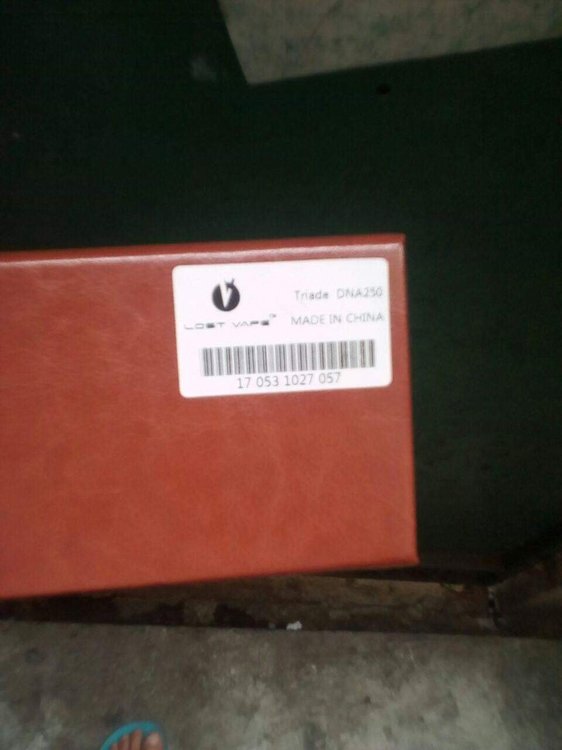 Triade DNA250
LOST VAPE
MADE IN CHINA
17 053 1027 057